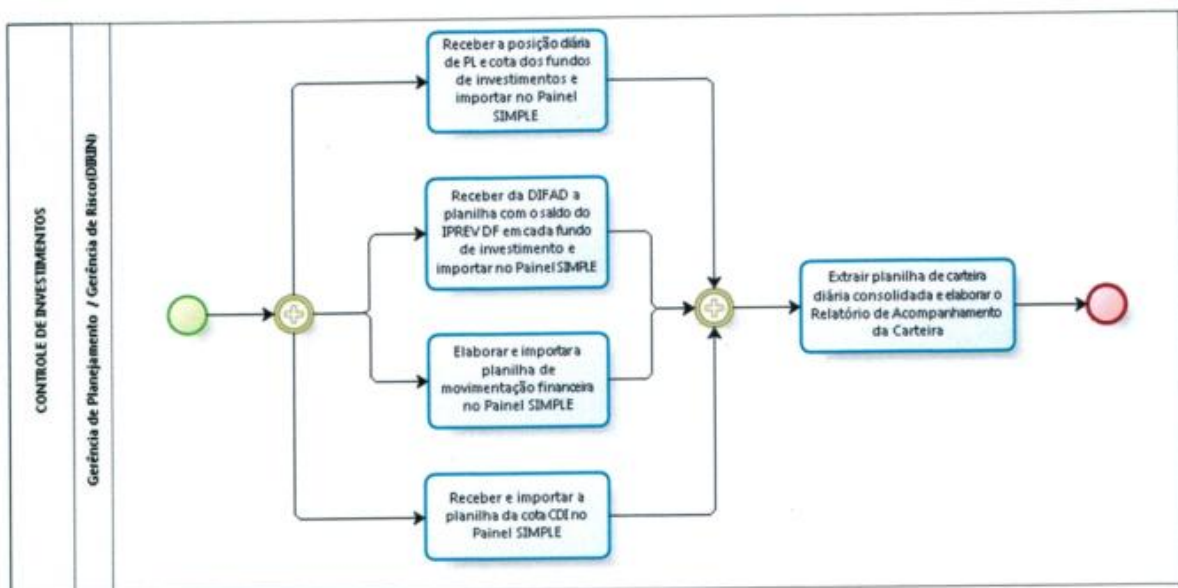 CONTROLE DE INVESTIMENTOS
Gerência de Planejamento / Gerência de Risco(DIRIN)
Receber a posição diária
de PL e cota dos fundos
de investimentos e
importar no Painel
SIMPLE
Receber da DIFAD a
planilha com o saldo do
IPREV DF em cada fundo
de investimento e
importar no Painel SIMPLE
Elaborar e importar a
planilha de
movimentação financeira
no Painel SIMPLE
Receber e importar a
planilha da cota CDI no
Painel SIMPLE
Extrair planilha de carteira
diária consolidada e elaborar o
Relatório de Acompanhamento
da Carteira